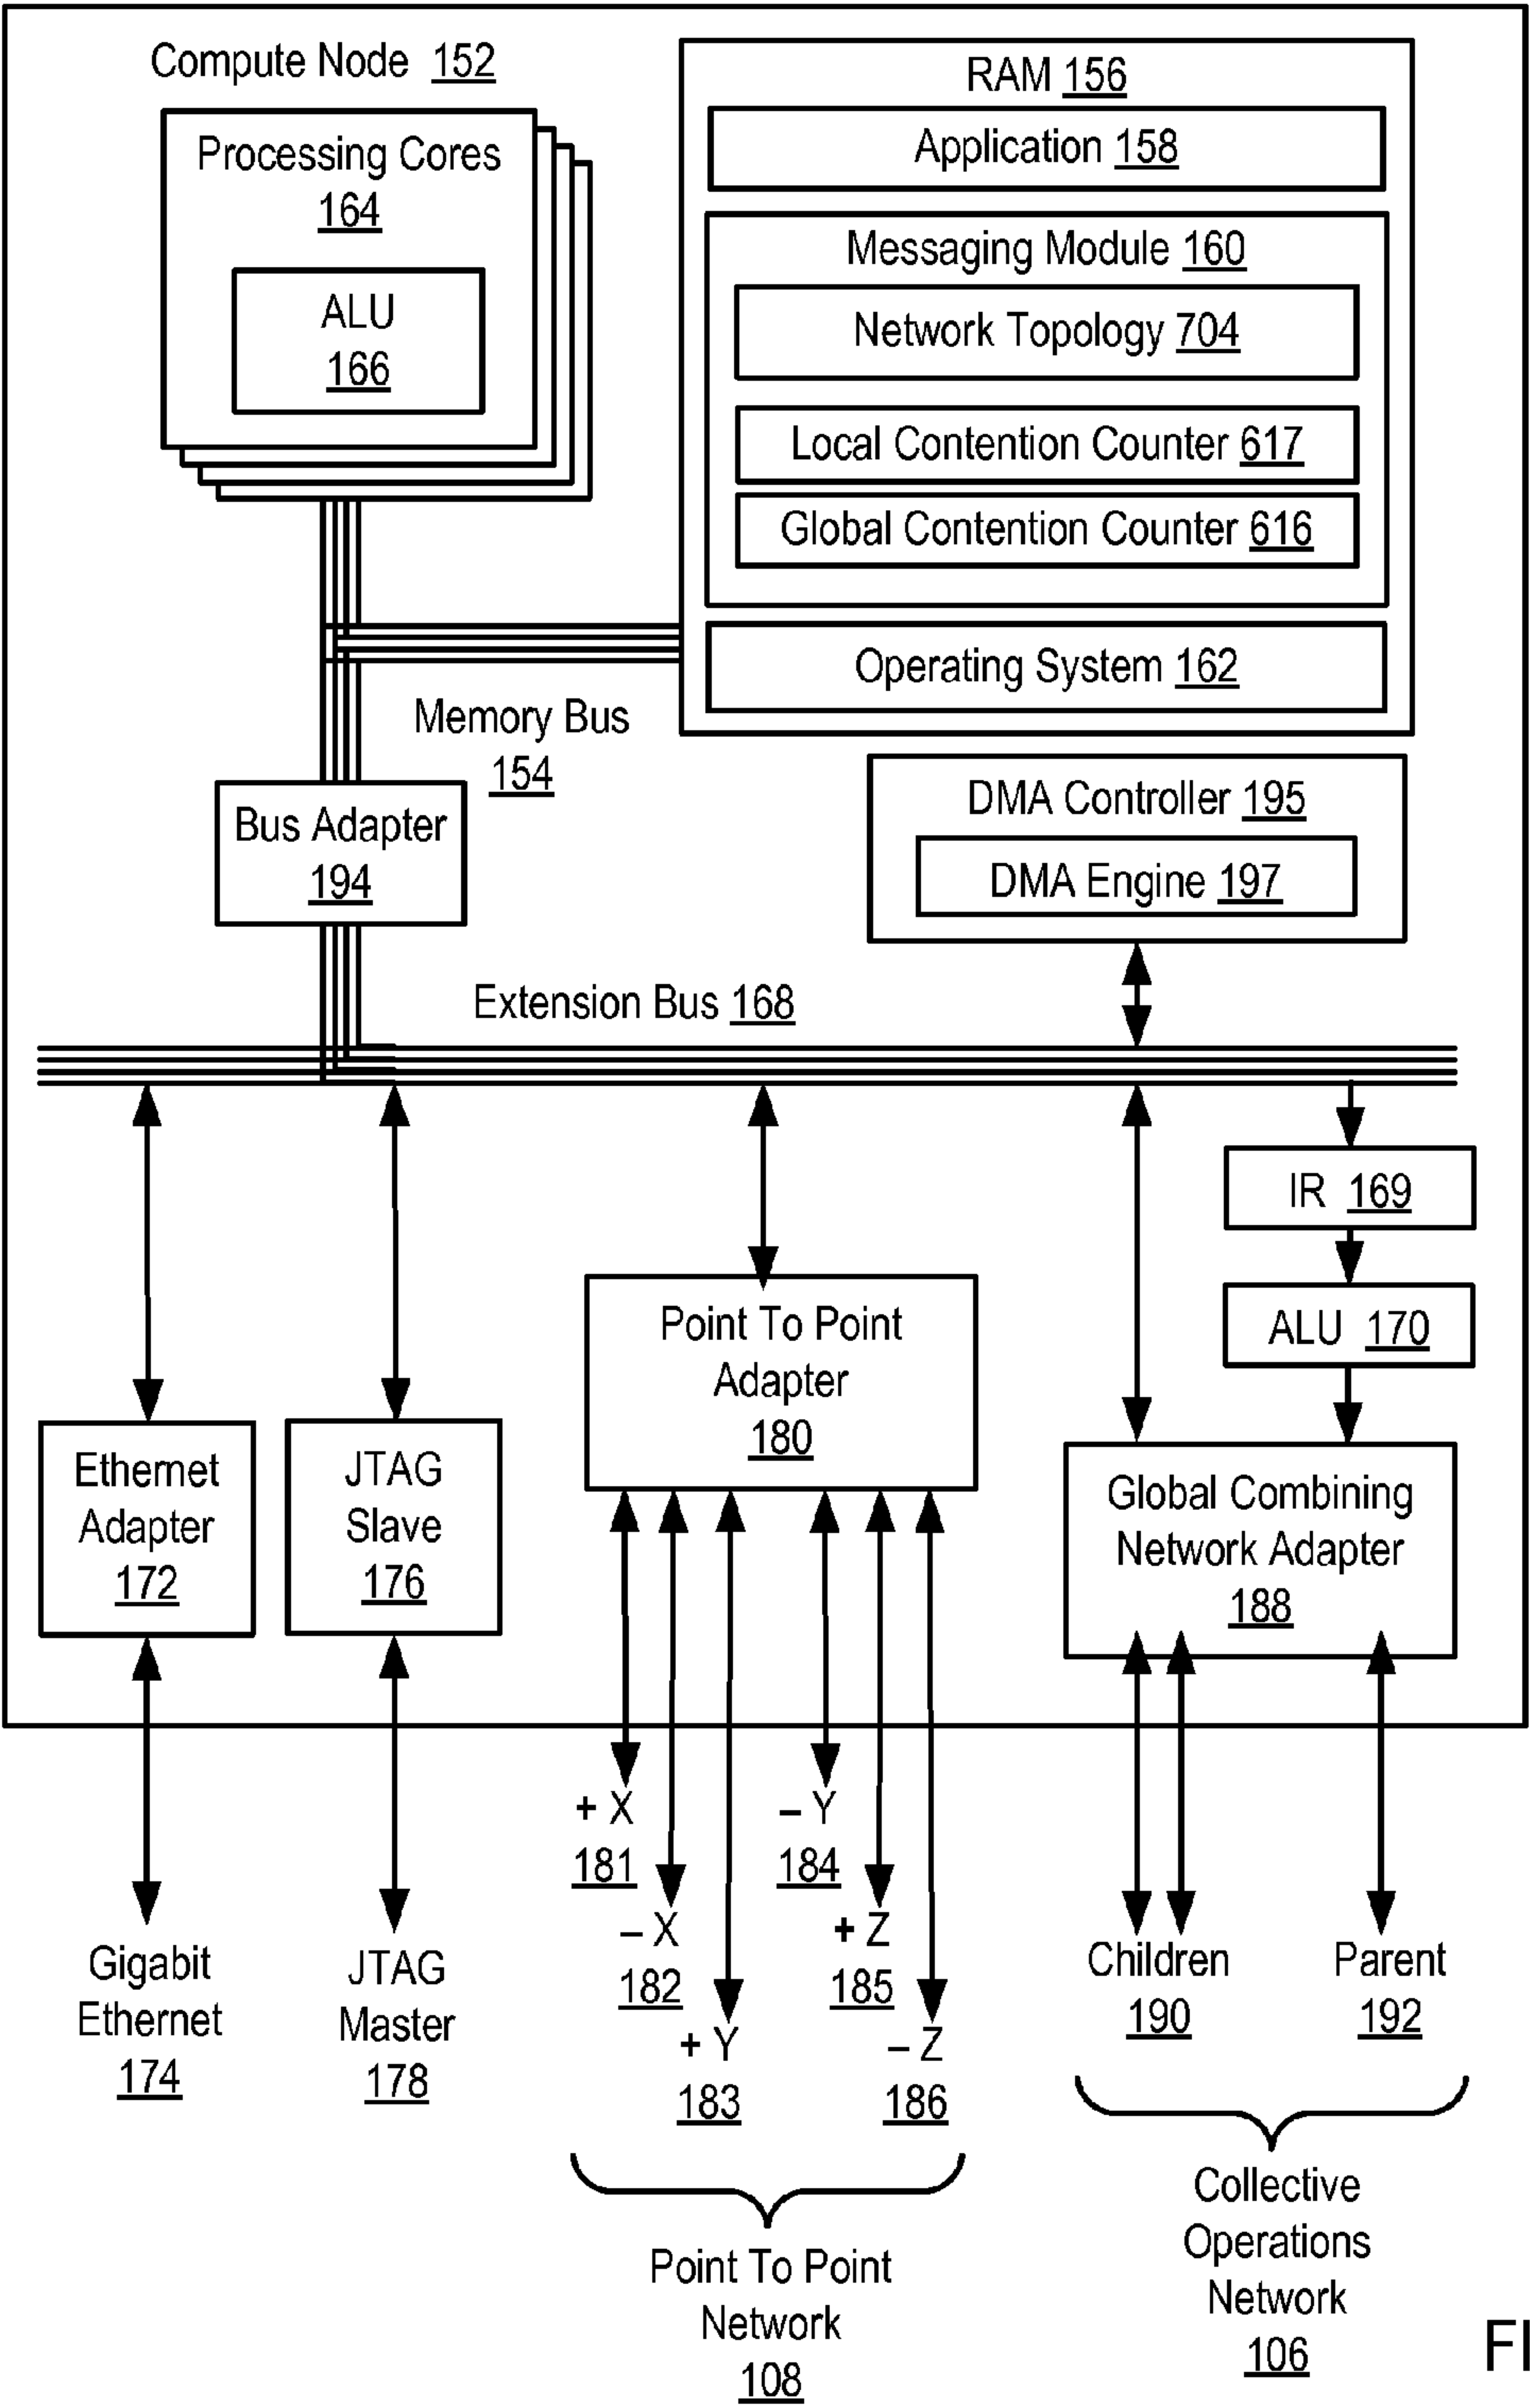 Compute Node 152
Processing Cores
164
ALU
166
RAM 156
Application 158
Messaging Module 160
Network Topology 704
Local Contention Counter 617
Global Contention Counter 616
Operating System 162
Memory Bus
154
Bus Adapter
194
DMA Controller 195
DMA Engine 197
Extension Bus 168
IR 169
ALU 170
Point To Point
Adapter
180
Ethernet
Adapter
172
JTAG
Slave
176
Global Combining
Network Adapter
188
+ X
181
– X
182
+ Y
183
– Y
184
+ Z
185
– Z
186
Gigabit
Ethernet
174
JTAG
Master
178
Children
190
Parent
192
Point To Point
Network
108
Collective
Operations
Network
106
FI